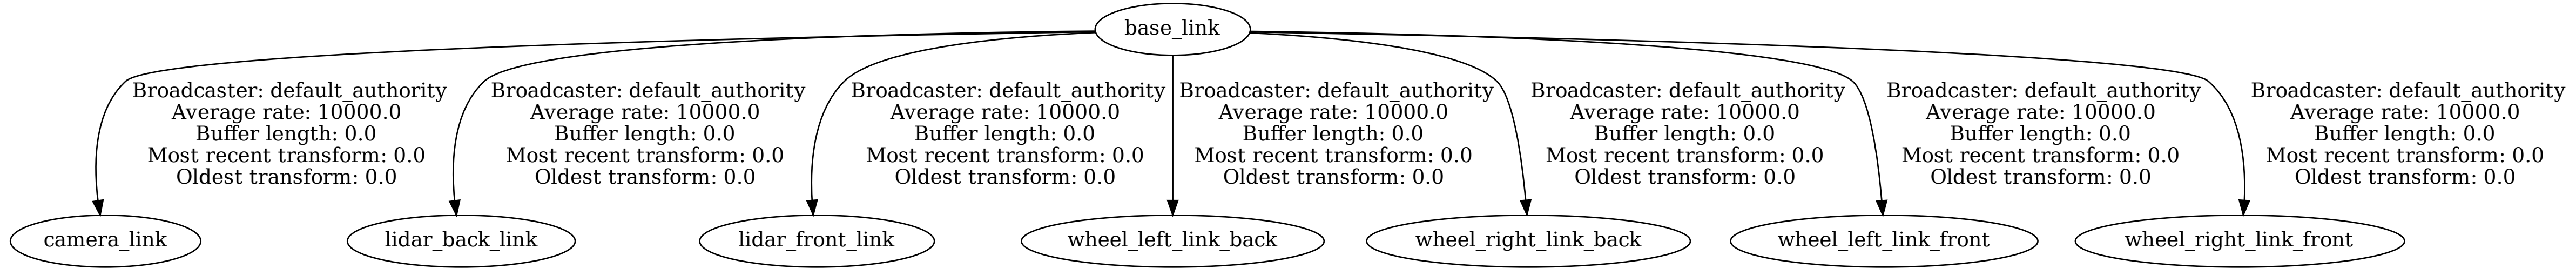 base_link
Broadcaster: default_authority
Average rate: 10000.0
Buffer length: 0.0
Most recent transform: 0.0
Oldest transform: 0.0
Broadcaster: default_authority
Average rate: 10000.0
Buffer length: 0.0
Most recent transform: 0.0
Oldest transform: 0.0
Broadcaster: default_authority
Average rate: 10000.0
Buffer length: 0.0
Most recent transform: 0.0
Oldest transform: 0.0
Broadcaster: default_authority
Average rate: 10000.0
Buffer length: 0.0
Most recent transform: 0.0
Oldest transform: 0.0
Broadcaster: default_authority
Average rate: 10000.0
Buffer length: 0.0
Most recent transform: 0.0
Oldest transform: 0.0
Broadcaster: default_authority
Average rate: 10000.0
Buffer length: 0.0
Most recent transform: 0.0
Oldest transform: 0.0
Broadcaster: default_authority
Average rate: 10000.0
Buffer length: 0.0
Most recent transform: 0.0
Oldest transform: 0.0
camera_link
lidar_back_link
lidar_front_link
wheel_left_link_back
wheel_right_link_back
wheel_left_link_front
wheel_right_link_front